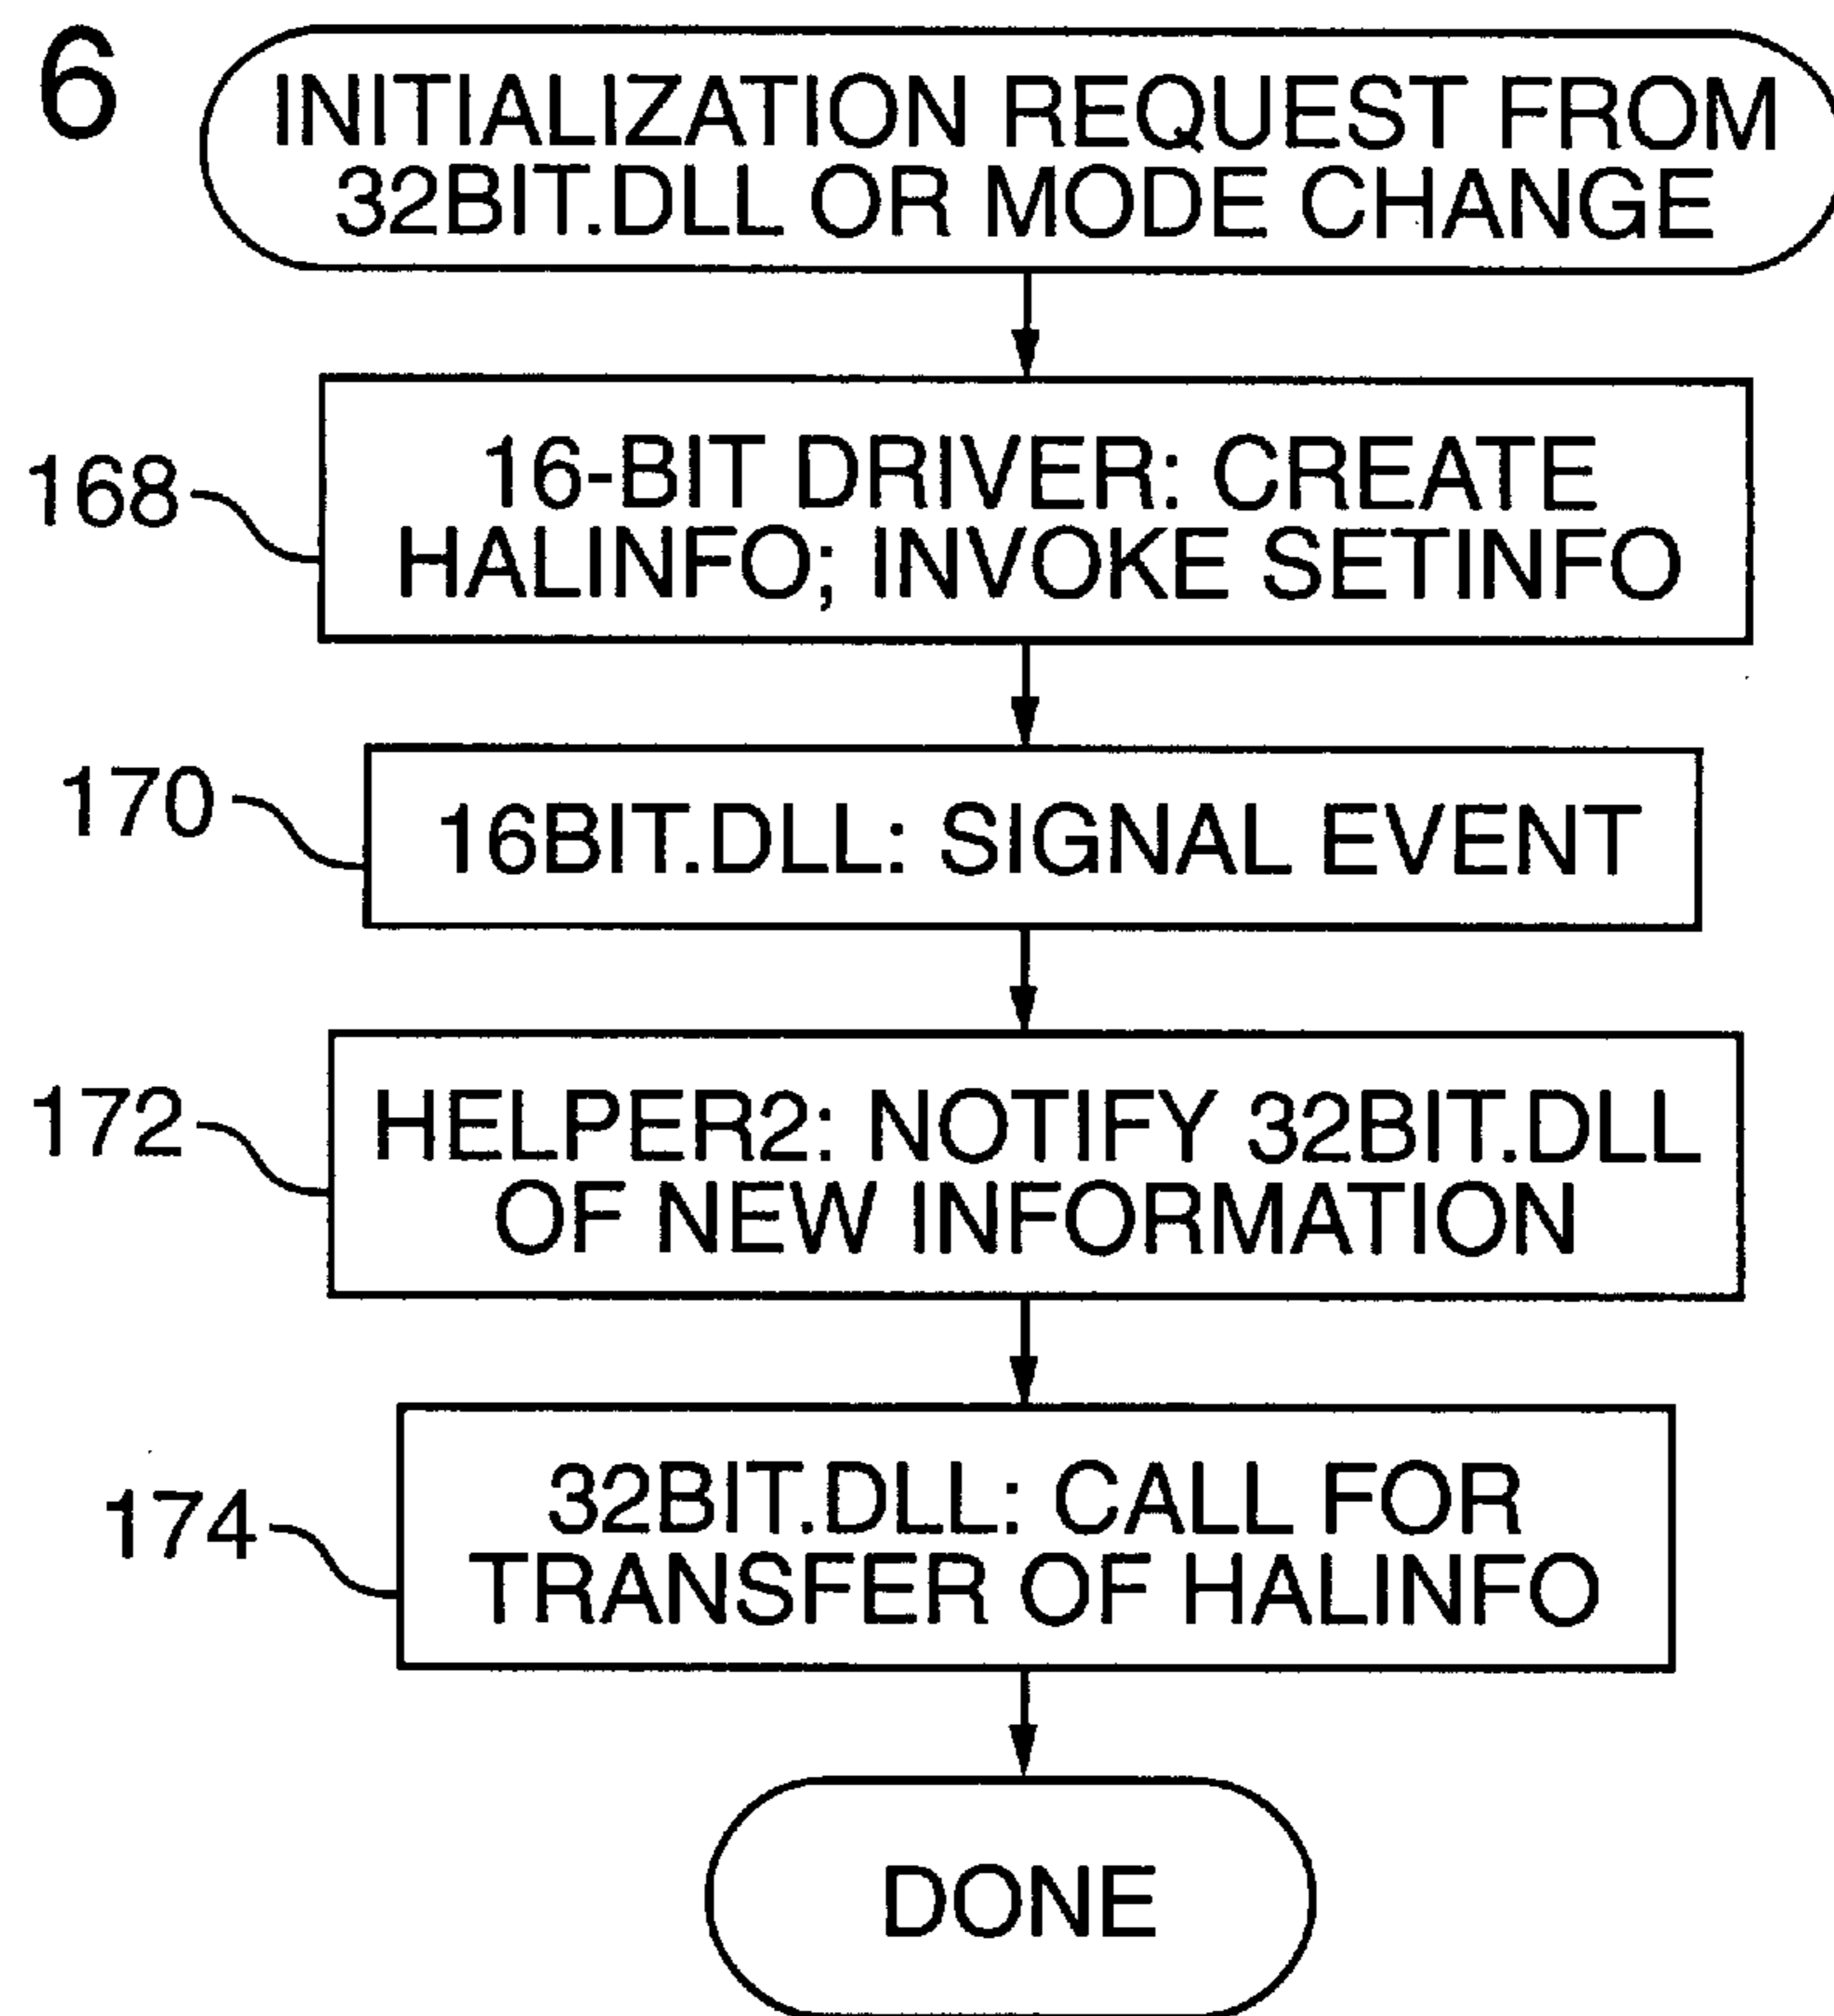 6
INITIALIZATION REQUEST FROM
32BIT.DLL OR MODE CHANGE
168
16-BIT DRIVER: CREATE
HALINFO; INVOKE SETINFO
170
16BIT.DLL: SIGNAL EVENT
172
HELPER2: NOTIFY 32BIT.DLL
OF NEW INFORMATION
174
32BIT.DLL: CALL FOR
TRANSFER OF HALINFO
DONE